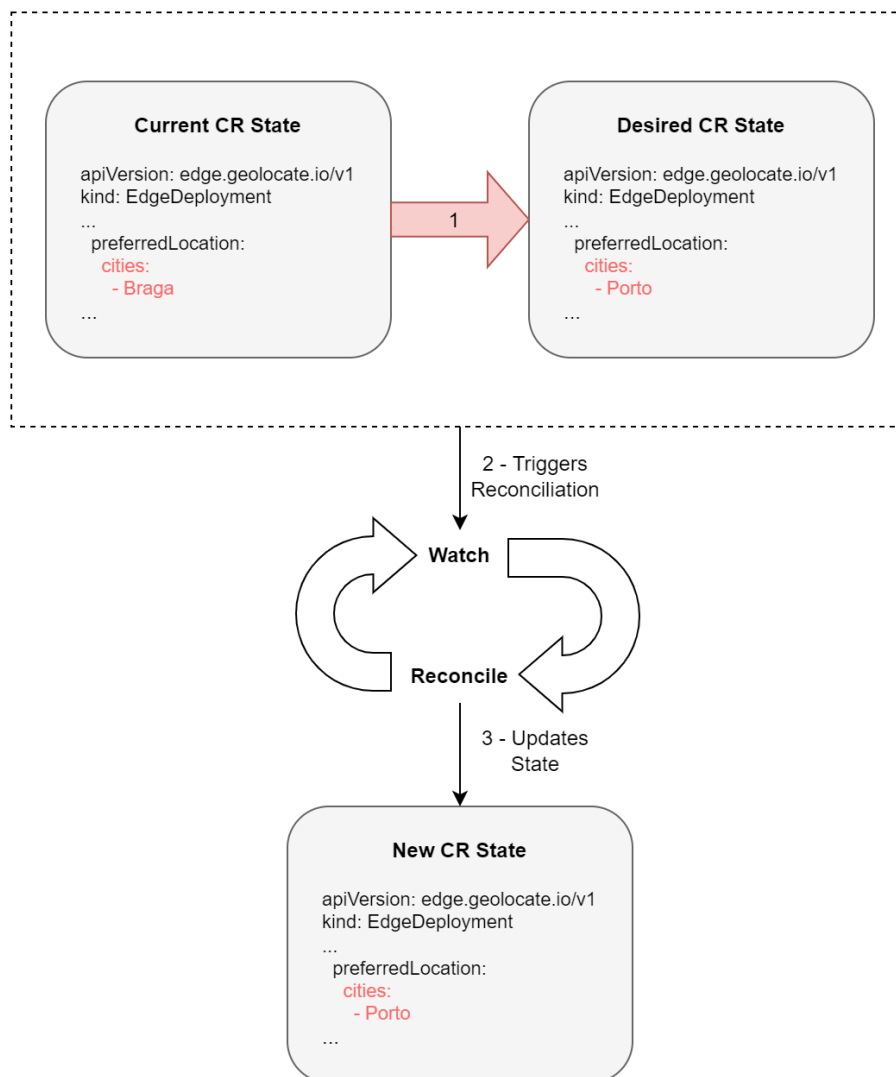 Current CR State
apiVersion: edge.geolocate.io/v1
kind: EdgeDeployment
...
preferredLocation:
cities:
- Braga
...
1
Desired CR State
apiVersion: edge.geolocate.io/v1
kind: EdgeDeployment
...
preferredLocation:
cities:
- Porto
...
2 - Triggers
Reconciliation
Watch
Reconcile
3 - Updates
State
New CR State
apiVersion: edge.geolocate.io/v1
kind: EdgeDeployment
...
preferredLocation:
cities:
- Porto
...